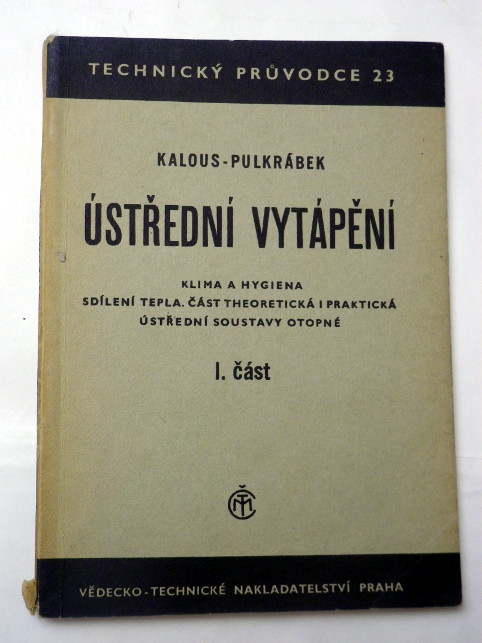 TECHNICKÝ PRŮVODCE 23
KALOUS-PULKRÁBEK
ÚSTŘEDNÍ VYTÁPĚNÍ
KLIMA A HYGIENA
SDÍLENÍ TEPLA. ČÁST THEORETICKÁ I PRAKTICKÁ
ÚSTŘEDNÍ SOUSTAVY OTOPNÉ
I. část
ČMT
VĚDECKO-TECHNICKÉ NAKLADATELSTVÍ PRAHA